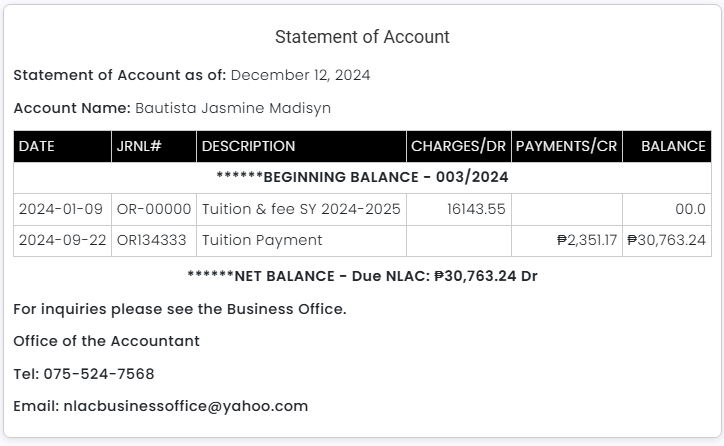 Statement of Account
Statement of Account as of: December 12, 2024
Account Name: Bautista Jasmine Madisyn
DATE JRNL# DESCRIPTION CHARGES/DR PAYMENTS/CR BALANCE
******BEGINNING BALANCE - 003/2024
2024-01-09 OR-00000 Tuition & fee SY 2024-2025 16143.55 00.0
2024-09-22 OR134333 Tuition Payment ₱2,351.17 ₱30,763.24
******NET BALANCE - Due NLAC: ₱30,763.24 Dr
For inquiries please see the Business Office.
Office of the Accountant
Tel: 075-524-7568
Email: nlacbusinessoffice@yahoo.com